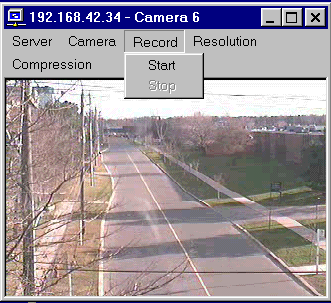 192.168.42.34 - Camera 6
Server Camera Record Resolution
Compression
Start
Stop